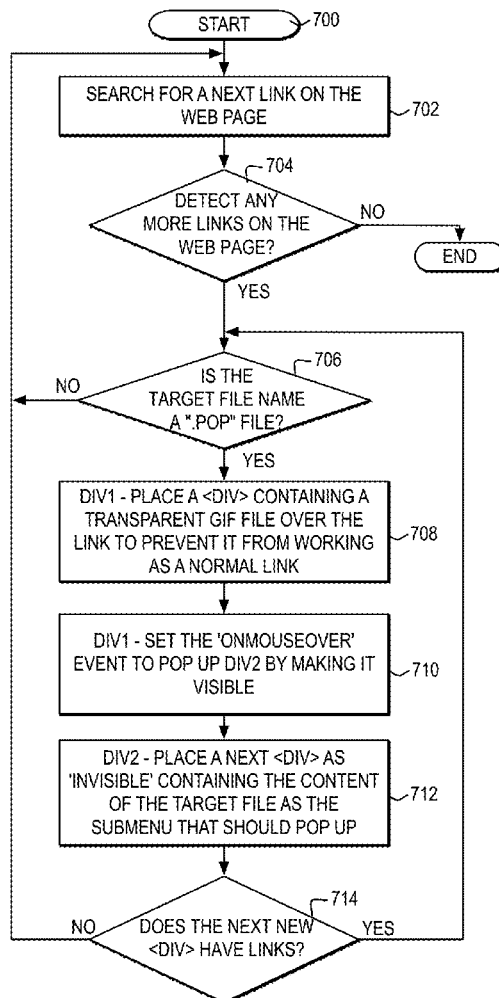 START
700
SEARCH FOR A NEXT LINK ON THE
WEB PAGE
702
704
DETECT ANY
MORE LINKS ON THE
WEB PAGE?
NO
END
YES
706
IS THE
TARGET FILE NAME
A ".POP" FILE?
NO
YES
DIV1 - PLACE A <DIV> CONTAINING A
TRANSPARENT GIF FILE OVER THE
LINK TO PREVENT IT FROM WORKING
AS A NORMAL LINK
708
DIV1 - SET THE 'ONMOUSEOVER'
EVENT TO POP UP DIV2 BY MAKING IT
VISIBLE
710
DIV2 - PLACE A NEXT <DIV> AS
'INVISIBLE' CONTAINING THE CONTENT
OF THE TARGET FILE AS THE
SUBMENU THAT SHOULD POP UP
712
714
NO
DOES THE NEXT NEW
<DIV> HAVE LINKS?
YES